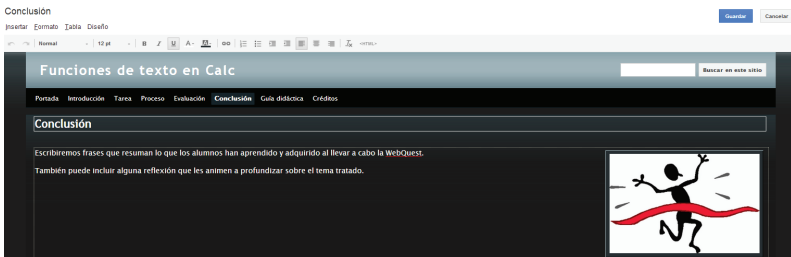 Conclusión
Guardar Cancelar
Insertar Formato Tabla Diseño
Normal 12 pt B I U A A <HTML>
Funciones de texto en Calc
Buscar en este sitio
Portada Introducción Tarea Proceso Evaluación Conclusión Guía didáctica Créditos
Conclusión
Escribiremos frases que resuman lo que los alumnos han aprendido y adquirido al llevar a cabo la WebQuest.
También puede incluir alguna reflexión que les animen a profundizar sobre el tema tratado.